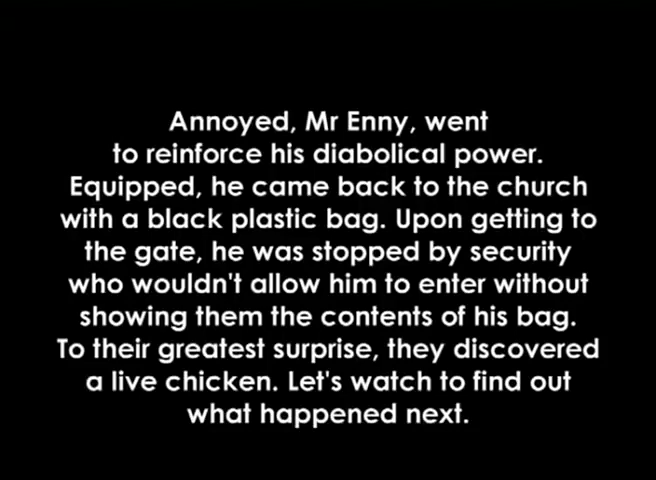 Annoyed, Mr Enny, went
to reinforce his diabolical power.
Equipped, he came back to the church
with a black plastic bag. Upon getting to
the gate, he was stopped by security
who wouldn't allow him to enter without
showing them the contents of his bag.
To their greatest surprise, they discovered
a live chicken. Let's watch to find out
what happened next.